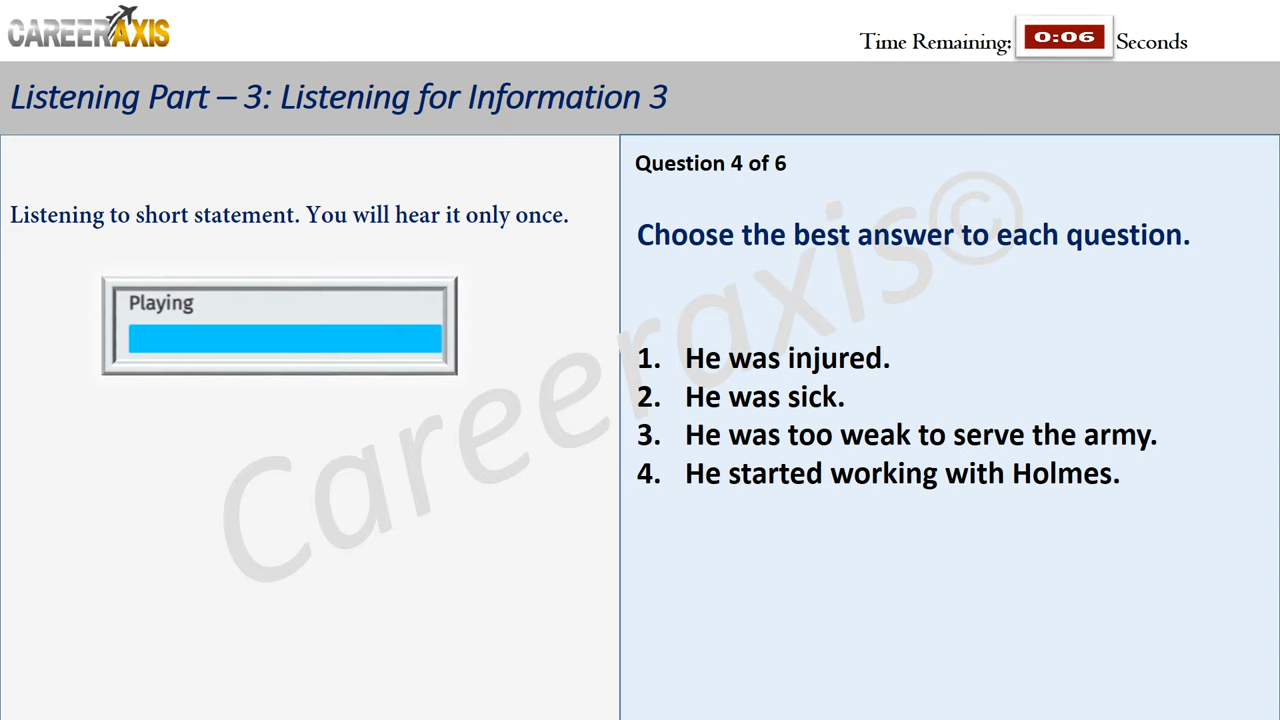 CAREERAXIS
Time Remaining: 0:06 Seconds
Listening Part – 3: Listening for Information 3
Listening to short statement. You will hear it only once.
Playing
Question 4 of 6
Choose the best answer to each question.
1. He was injured.
2. He was sick.
3. He was too weak to serve the army.
4. He started working with Holmes.
Careeraxis©